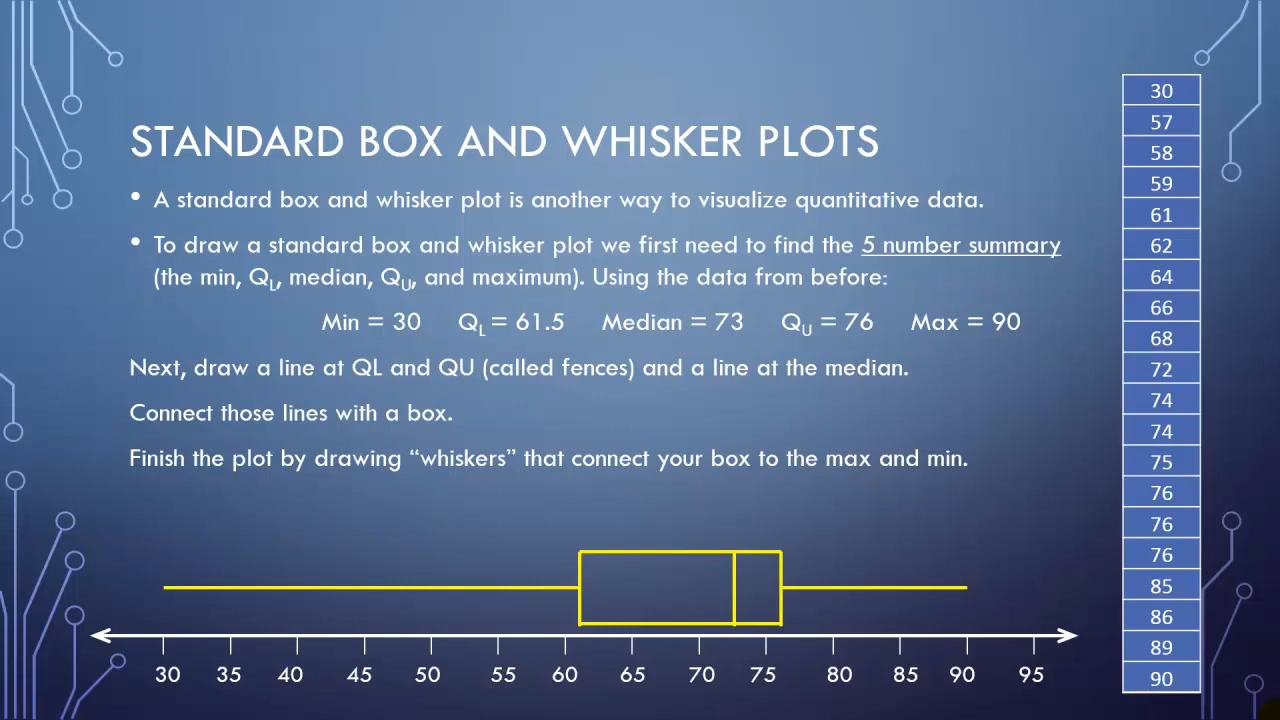 STANDARD BOX AND WHISKER PLOTS
• A standard box and whisker plot is another way to visualize quantitative data.
• To draw a standard box and whisker plot we first need to find the 5 number summary
(the min, QL, median, QU, and maximum). Using the data from before:
Min = 30 QL = 61.5 Median = 73 QU = 76 Max = 90
Next, draw a line at QL and QU (called fences) and a line at the median.
Connect those lines with a box.
Finish the plot by drawing “whiskers” that connect your box to the max and min.
30 35 40 45 50 55 60 65 70 75 80 85 90 95
30
57
58
59
61
62
64
66
68
72
74
74
75
76
76
76
85
86
89
90